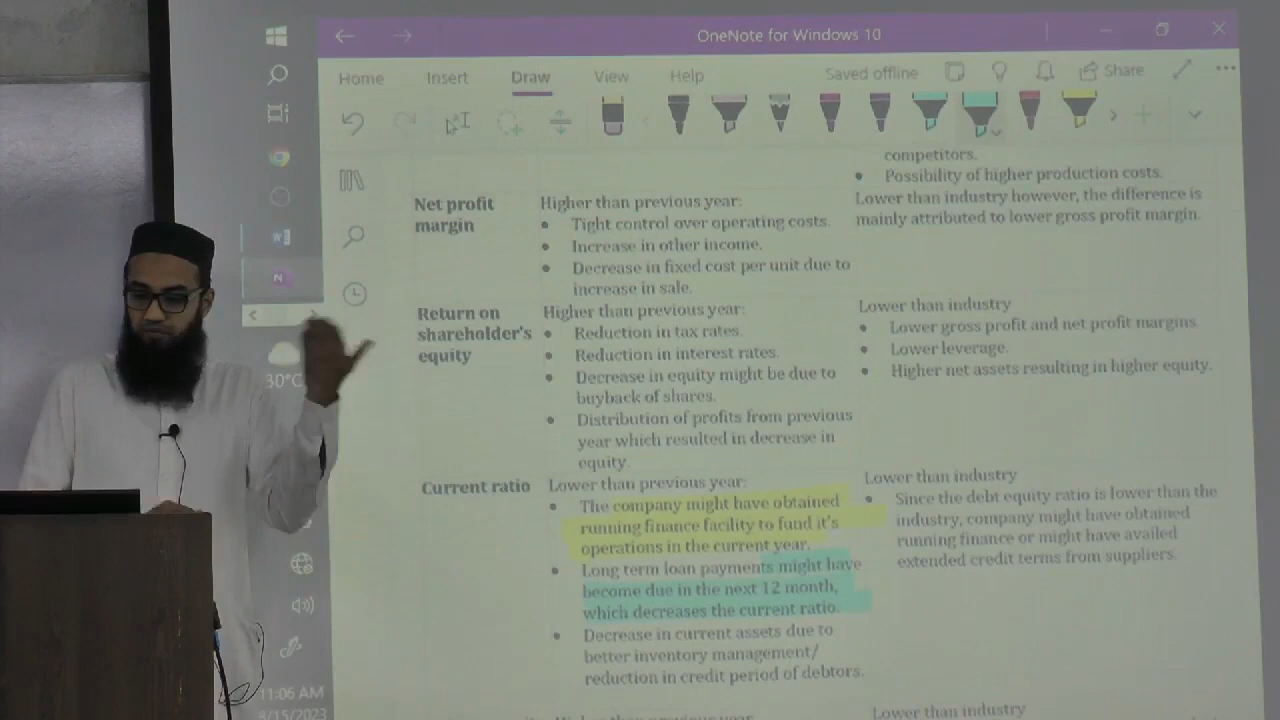 OneNote for Windows 10
Home Insert Draw View Help Saved offline Share
competitors.
• Possibility of higher production costs.
Net profit
margin
Higher than previous year:
• Tight control over operating costs.
• Increase in other income.
• Decrease in fixed cost per unit due to
increase in sale.
Lower than industry however, the difference is
mainly attributed to lower gross profit margin.
Return on
shareholder's
equity
Higher than previous year:
• Reduction in tax rates.
• Reduction in interest rates.
• Decrease in equity might be due to
buyback of shares.
• Distribution of profits from previous
year which resulted in decrease in
equity.
Lower than industry
• Lower gross profit and net profit margins.
• Lower leverage.
• Higher net assets resulting in higher equity.
Current ratio
Lower than previous year:
• The company might have obtained
running finance facility to fund it's
operations in the current year.
• Long term loan payments might have
become due in the next 12 month,
which decreases the current ratio.
• Decrease in current assets due to
better inventory management/
reduction in credit period of debtors.
Lower than industry
• Since the debt equity ratio is lower than the
industry, company might have obtained
running finance or might have availed
extended credit terms from suppliers.
Higher than previous year
Lower than industry
30°C
11:06 AM
8/15/2023